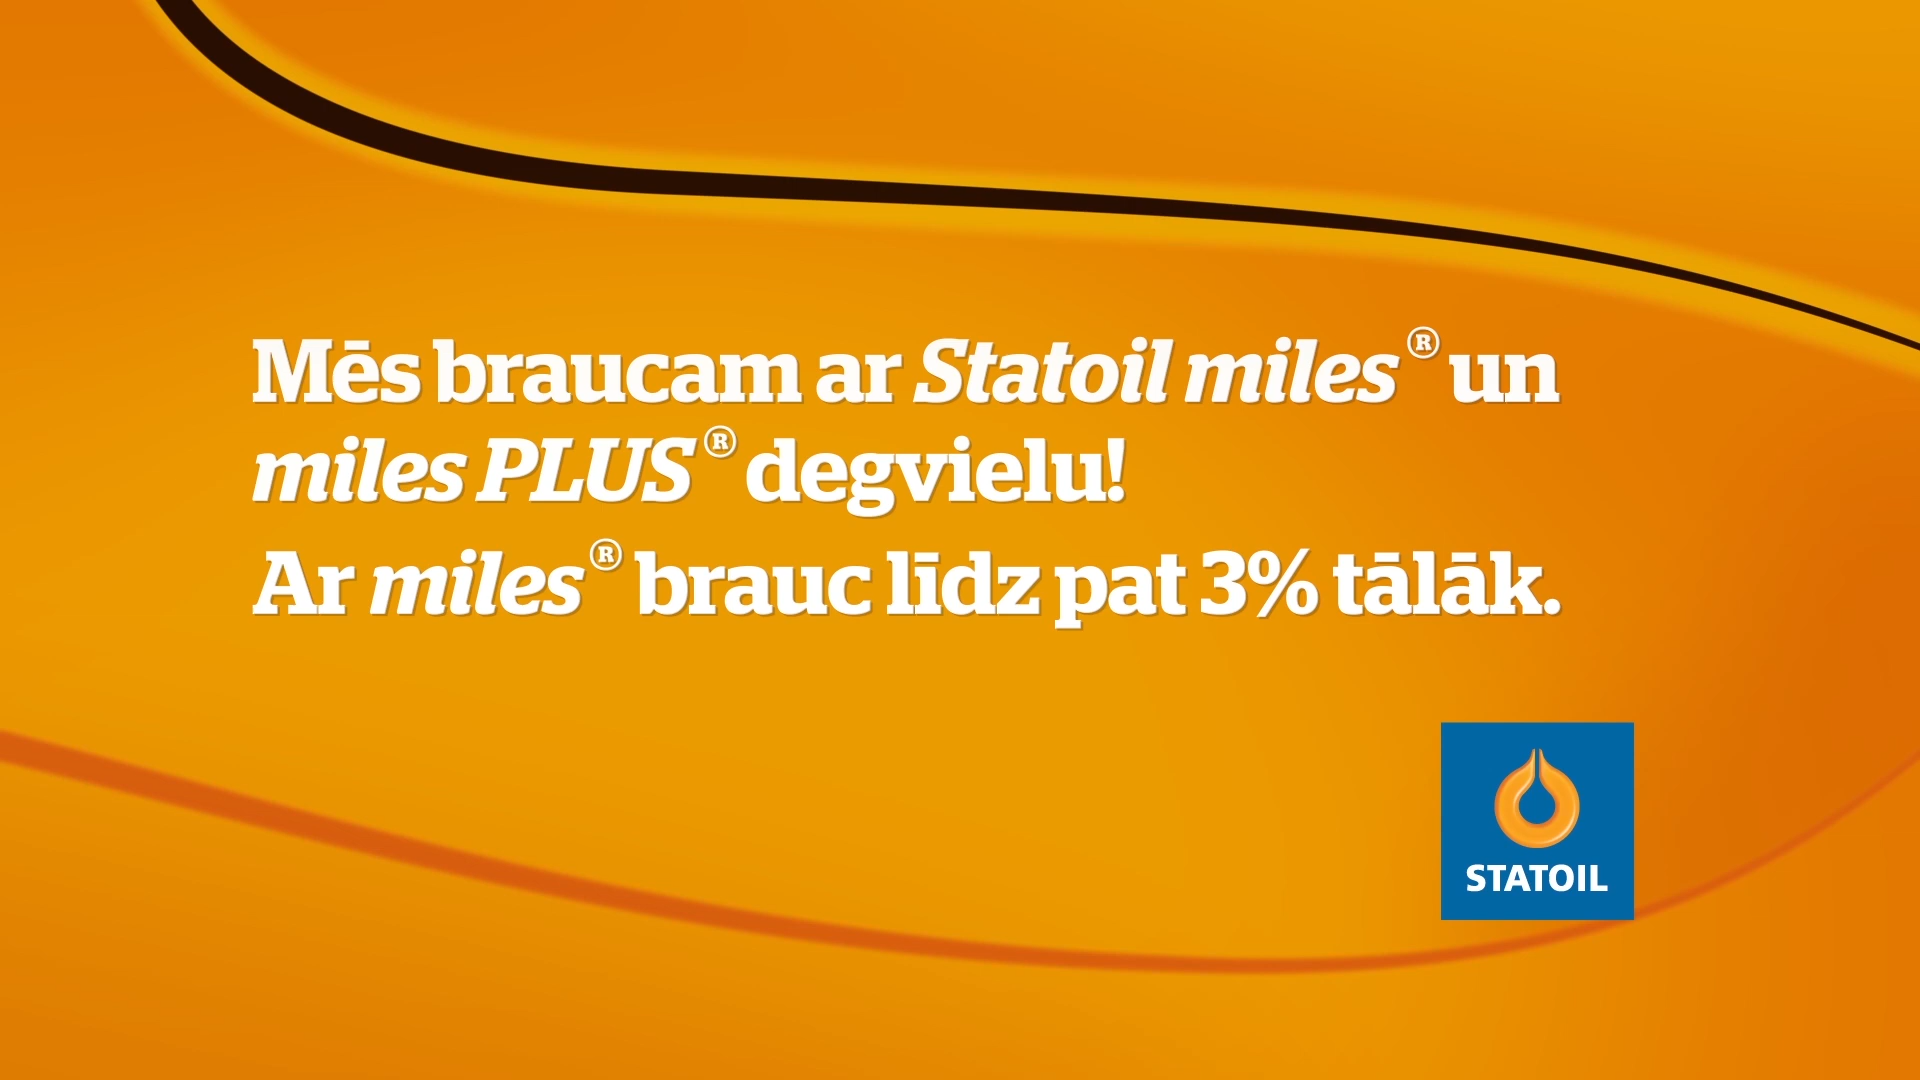 Mēs braucam ar Statoil miles® un
miles PLUS® degvielu!
Ar miles® brauc līdz pat 3% tālāk.
STATOIL